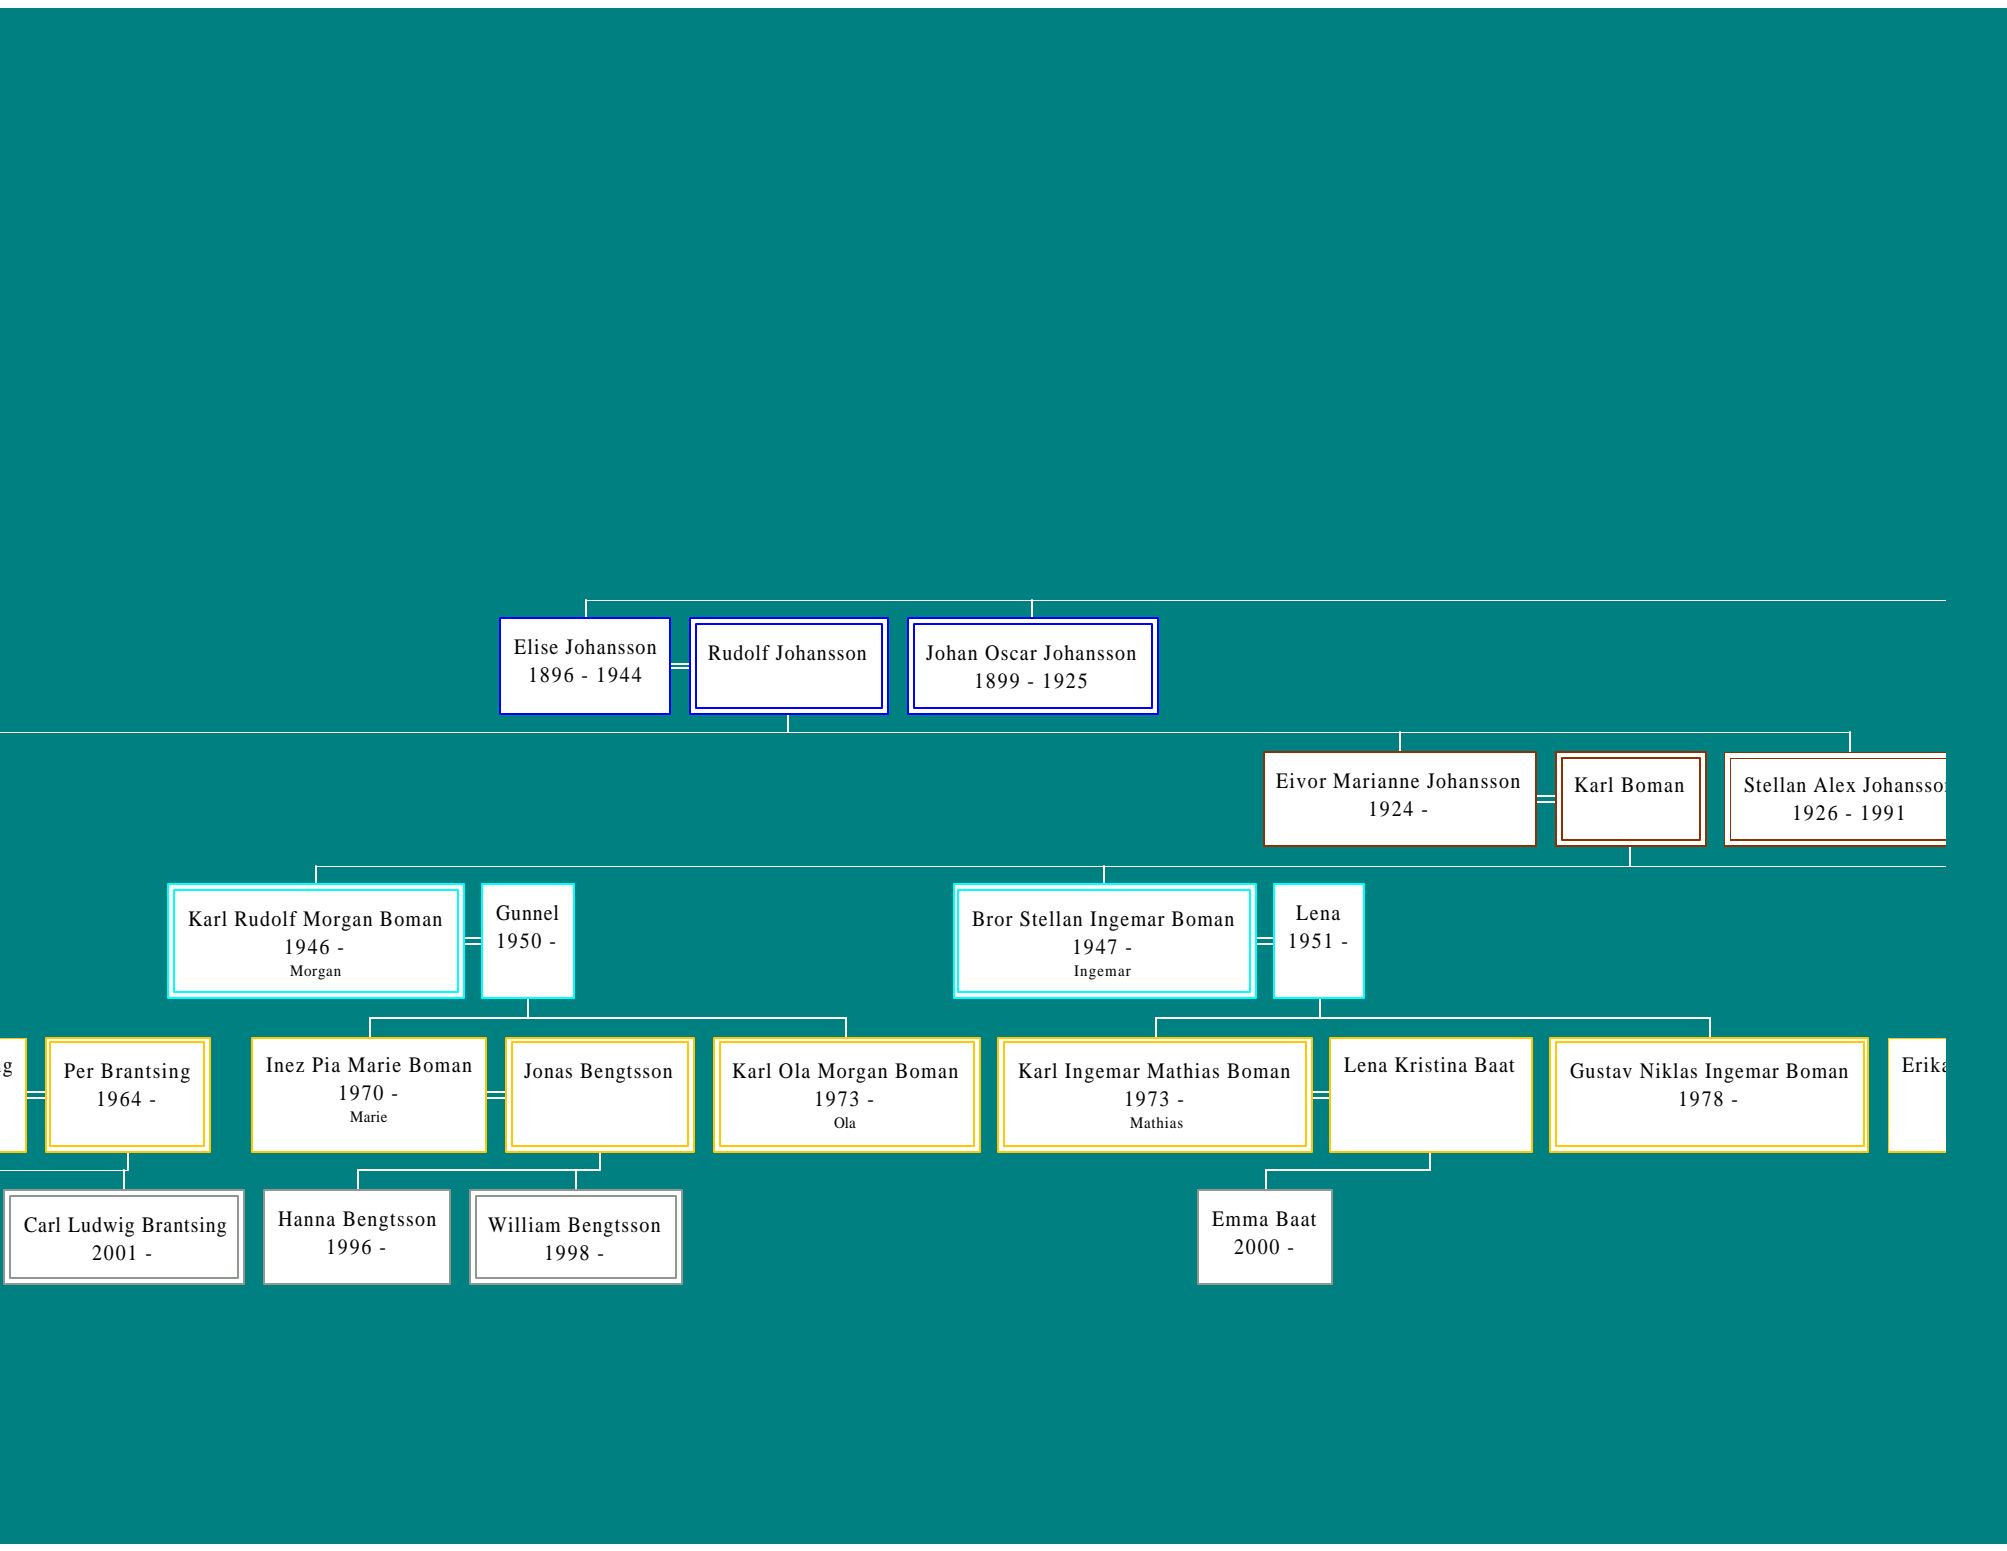 Elise Johansson
1896 - 1944
Rudolf Johansson
Johan Oscar Johansson
1899 - 1925
Eivor Marianne Johansson
1924 -
Karl Boman
Stellan Alex Johansso
1926 - 1991
Karl Rudolf Morgan Boman
1946 -
Morgan
Gunnel
1950 -
Bror Stellan Ingemar Boman
1947 -
Ingemar
Lena
1951 -
g
Per Brantsing
1964 -
Inez Pia Marie Boman
1970 -
Marie
Jonas Bengtsson
Karl Ola Morgan Boman
1973 -
Ola
Karl Ingemar Mathias Boman
1973 -
Mathias
Lena Kristina Baat
Gustav Niklas Ingemar Boman
1978 -
Erika
Carl Ludwig Brantsing
2001 -
Hanna Bengtsson
1996 -
William Bengtsson
1998 -
Emma Baat
2000 -